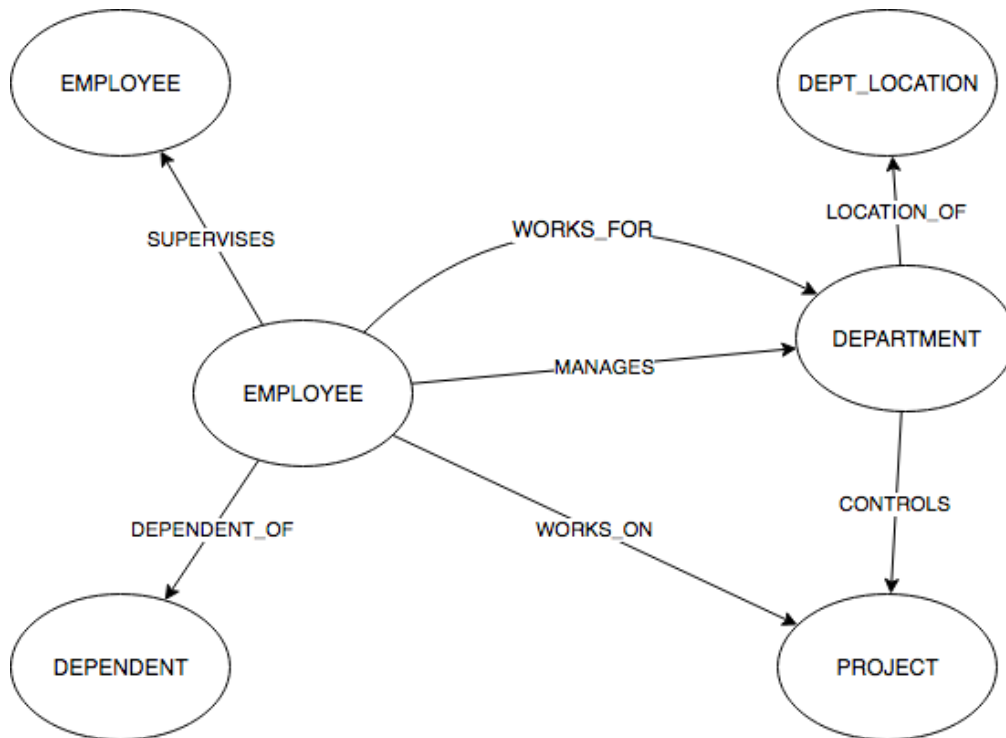 EMPLOYEE
DEPT_LOCATION
LOCATION_OF
WORKS_FOR
SUPERVISES
DEPARTMENT
MANAGES
EMPLOYEE
CONTROLS
DEPENDENT_OF
WORKS_ON
DEPENDENT
PROJECT